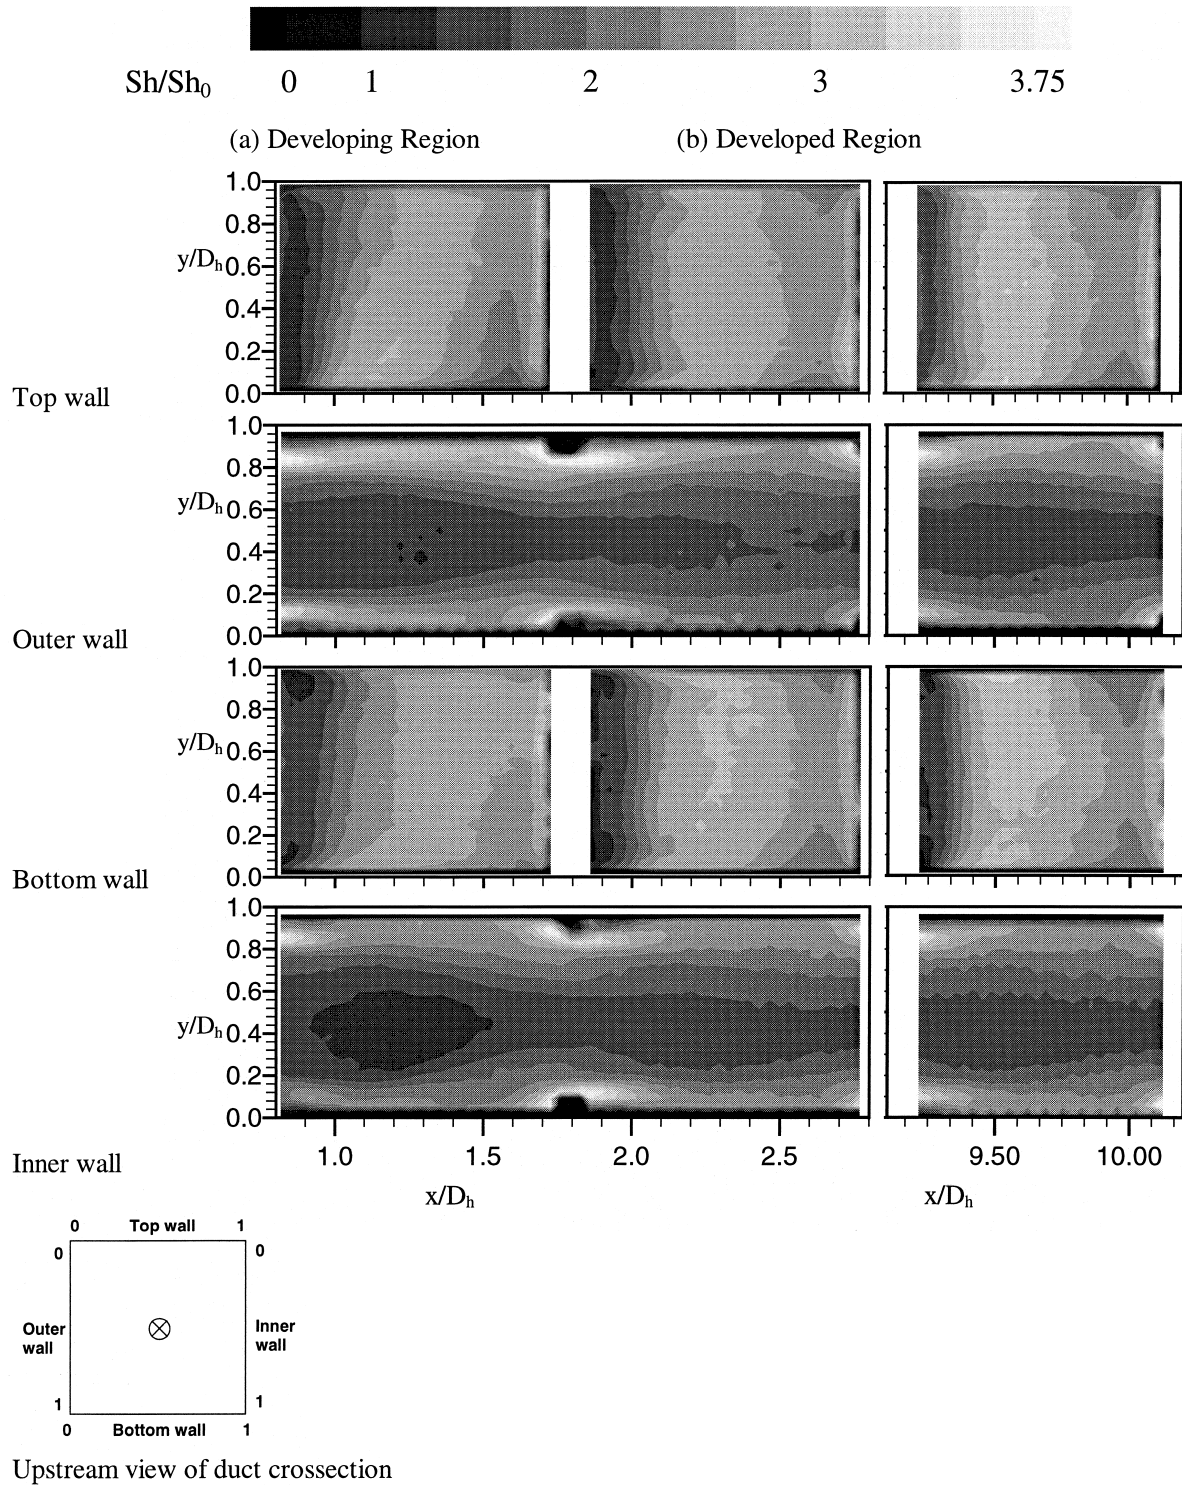 Sh/Sh0 0 1 2 3 3.75
(a) Developing Region (b) Developed Region
1.0
0.8
y/Dh 0.6
0.4
0.2
0.0
Top wall
1.0
0.8
y/Dh 0.6
0.4
0.2
0.0
Outer wall
1.0
0.8
y/Dh 0.6
0.4
0.2
0.0
Bottom wall
1.0
0.8
0.6
y/Dh 0.4
0.2
0.0
1.0 1.5 2.0 2.5 9.50 10.00
Inner wall
x/Dh x/Dh
0 Top wall 1
0 0
Outer wall Inner wall
1 1
0 Bottom wall 1
Upstream view of duct crossection